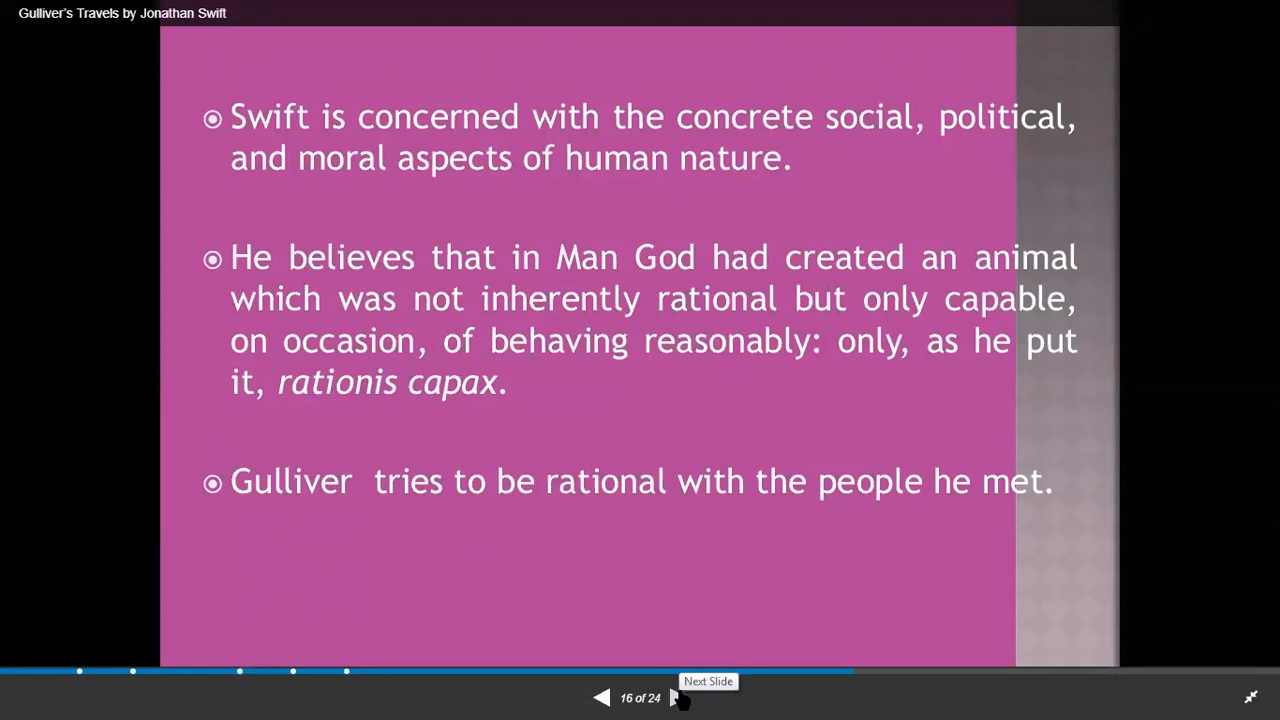 Gulliver's Travels by Jonathan Swift
Swift is concerned with the concrete social, political,
and moral aspects of human nature.
He believes that in Man God had created an animal
which was not inherently rational but only capable,
on occasion, of behaving reasonably: only, as he put
it, rationis capax.
Gulliver  tries to be rational with the people he met.
Next Slide
16 of 24